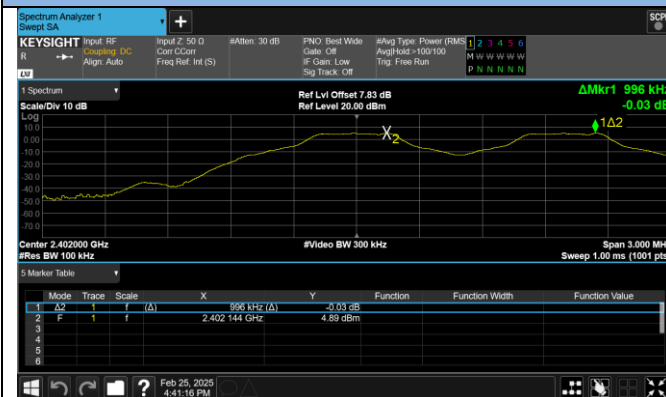 Spectrum Analyzer 1
Swept SA
+
KEYSIGHT
R
LXI
Input: RF
Coupling: DC
Align: Auto
Input Z: 50 Ω
Corr CCorr
Freq Ref: Int (S)
#Atten: 30 dB
PNO: Best Wide
Gate: Off
IF Gain: Low
Sig Track: Off
#Avg Type: Power (RMS
Avg|Hold:>100/100
Trig: Free Run
1 2 3 4 5 6
M W W W W W
P N N N N N
1 Spectrum
Scale/Div 10 dB
Ref Lvl Offset 7.83 dB
Ref Level 20.00 dBm
ΔMkr1 996 kHz
-0.03 dB
Log
10.0
0.00
-10.0
-20.0
-30.0
-40.0
-50.0
-60.0
-70.0
X2
1Δ2
Center 2.402000 GHz
#Res BW 100 kHz
#Video BW 300 kHz
Span 3.000 MH
Sweep 1.00 ms (1001 pts
5 Marker Table
Mode Trace Scale X Y Function Function Width Function Value
1 Δ2 1 f (Δ) 996 kHz (Δ) -0.03 dB
2 F 1 f 2.402 144 GHz 4.89 dBm
3
4
5
6
?
Feb 25, 2025
4:41:16 PM